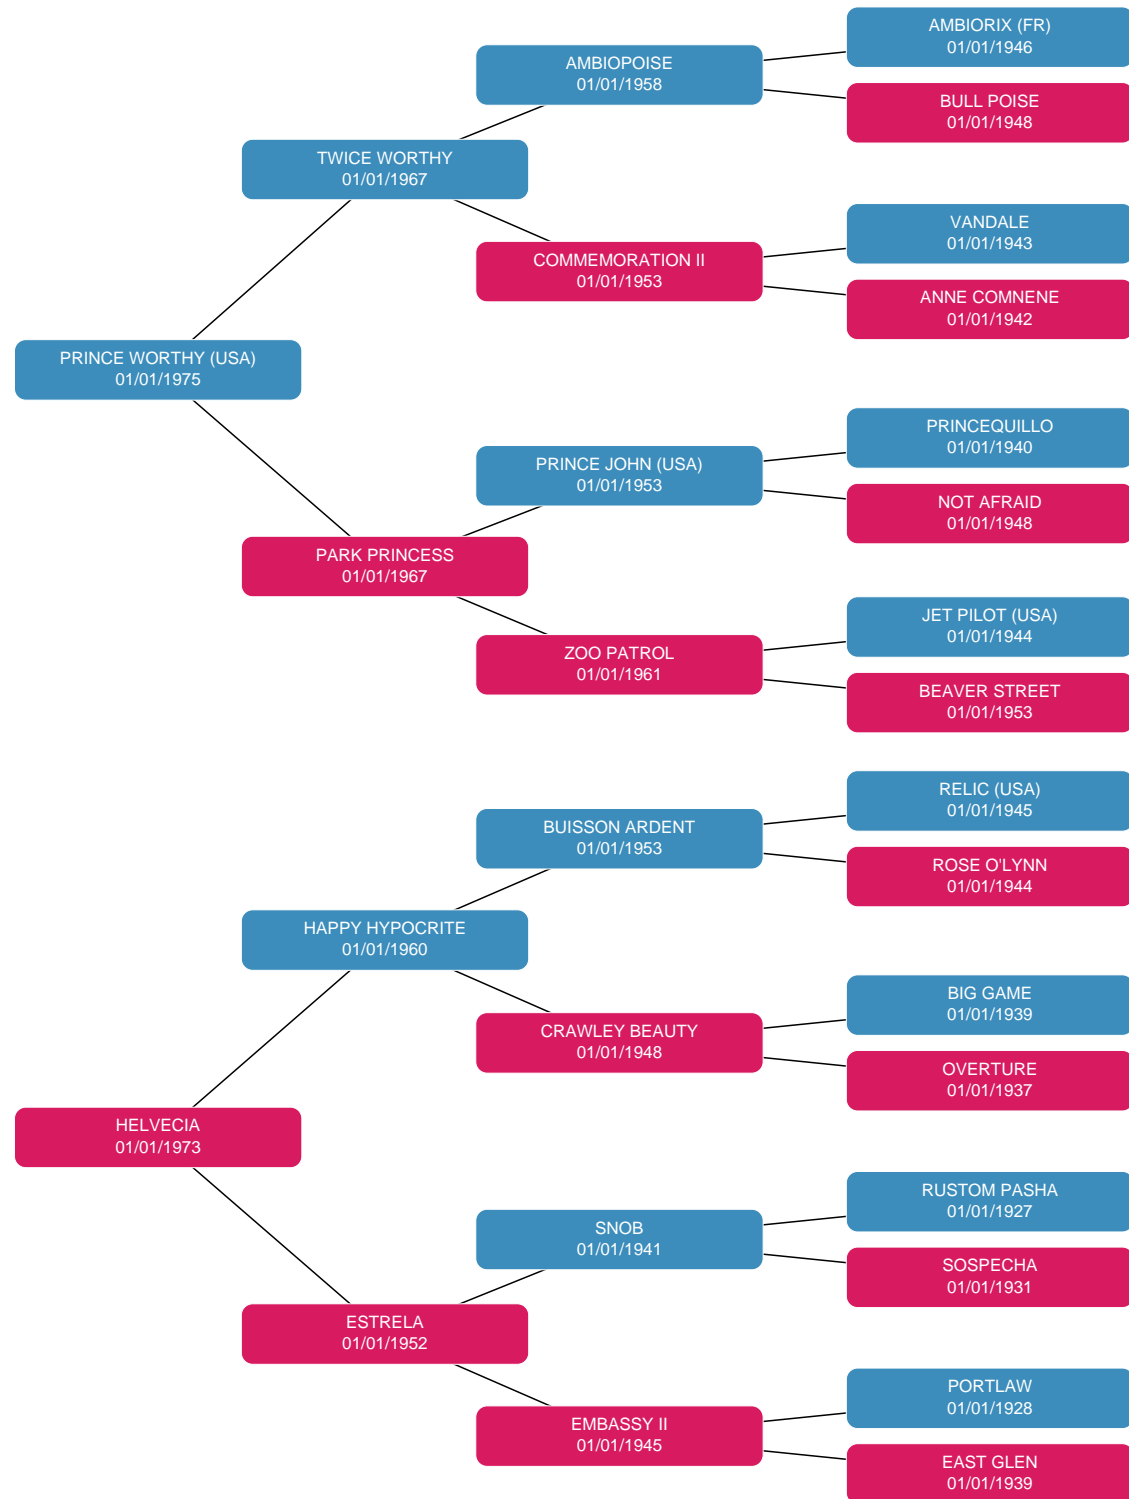 AMBIORIX (FR)
01/01/1946
AMBIOPOISE
01/01/1958
BULL POISE
01/01/1948
TWICE WORTHY
01/01/1967
VANDALE
01/01/1943
COMMEMORATION II
01/01/1953
ANNE COMNENE
01/01/1942
PRINCE WORTHY (USA)
01/01/1975
PRINCEQUILLO
01/01/1940
PRINCE JOHN (USA)
01/01/1953
NOT AFRAID
01/01/1948
PARK PRINCESS
01/01/1967
JET PILOT (USA)
01/01/1944
ZOO PATROL
01/01/1961
BEAVER STREET
01/01/1953
RELIC (USA)
01/01/1945
BUISSON ARDENT
01/01/1953
ROSE O'LYNN
01/01/1944
HAPPY HYPOCRITE
01/01/1960
BIG GAME
01/01/1939
CRAWLEY BEAUTY
01/01/1948
OVERTURE
01/01/1937
HELVECIA
01/01/1973
RUSTOM PASHA
01/01/1927
SNOB
01/01/1941
SOSPECHA
01/01/1931
ESTRELA
01/01/1952
PORTLAW
01/01/1928
EMBASSY II
01/01/1945
EAST GLEN
01/01/1939